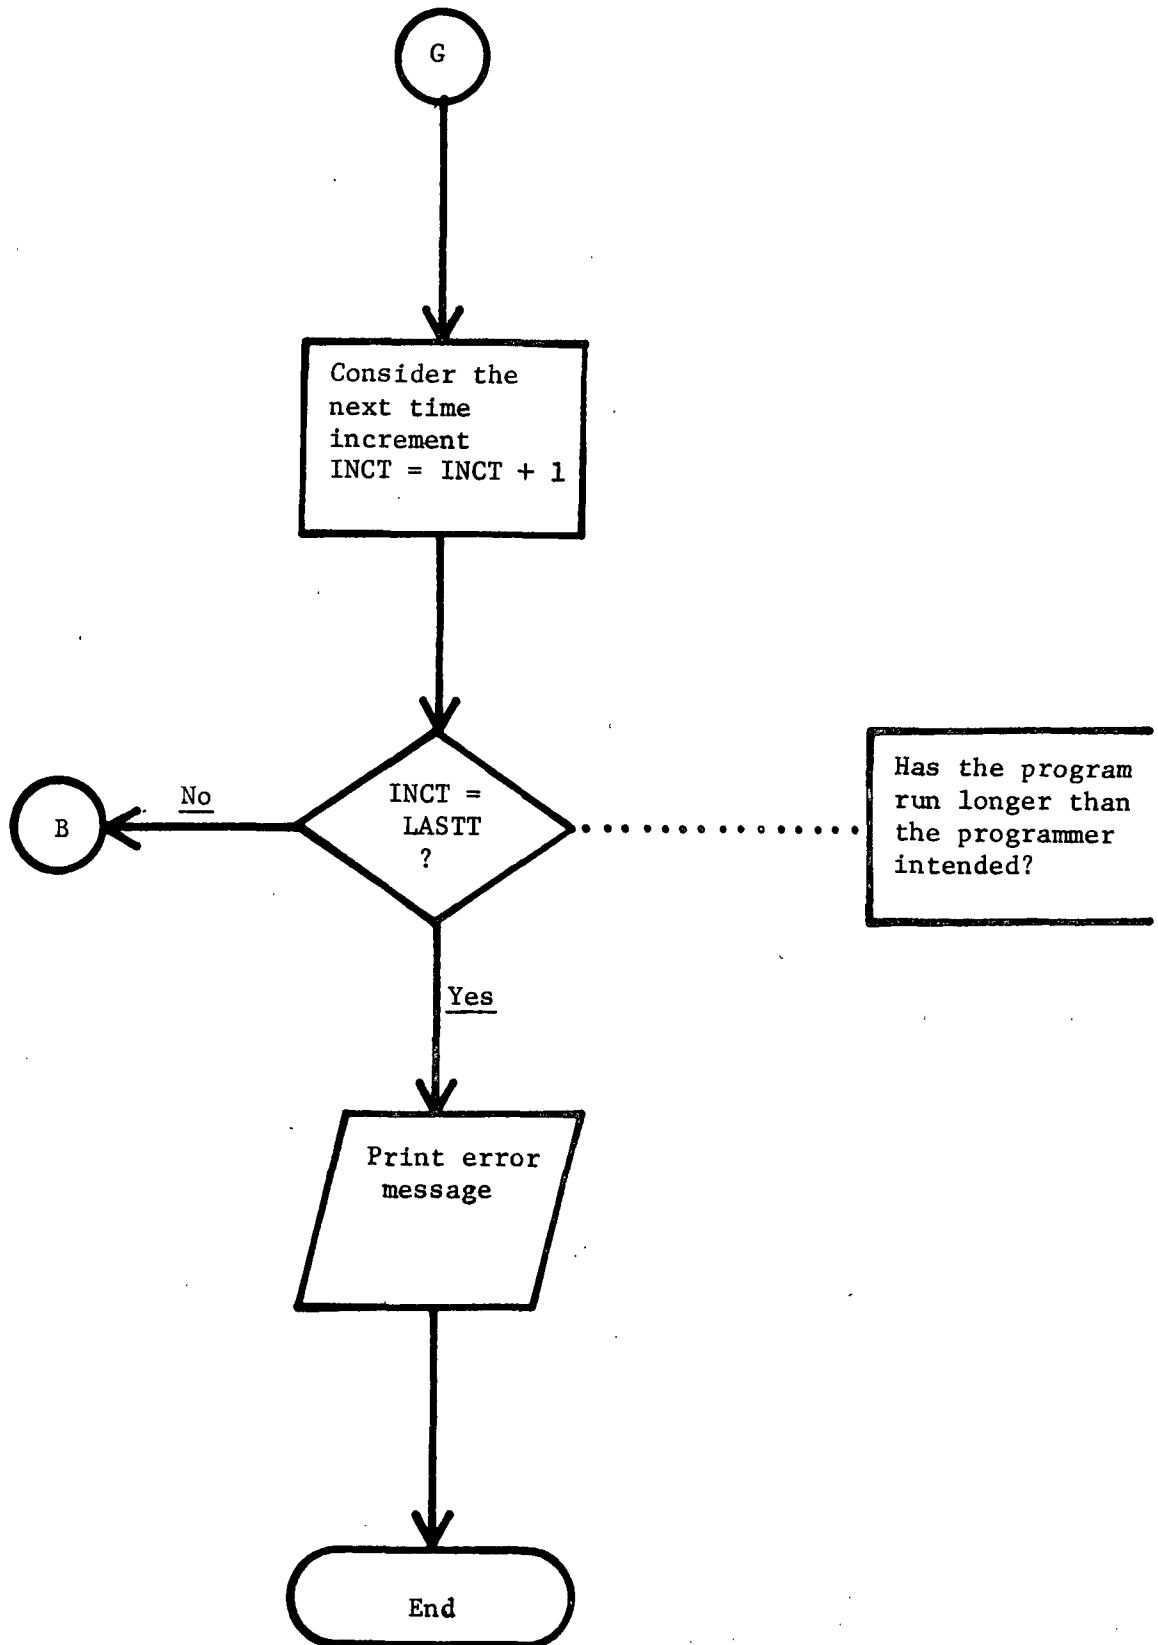 G
Consider the
next time
increment
INCT = INCT + 1
No
B
INCT =
LASTT
?
Has the program
run longer than
the programmer
intended?
Yes
Print error
message
End